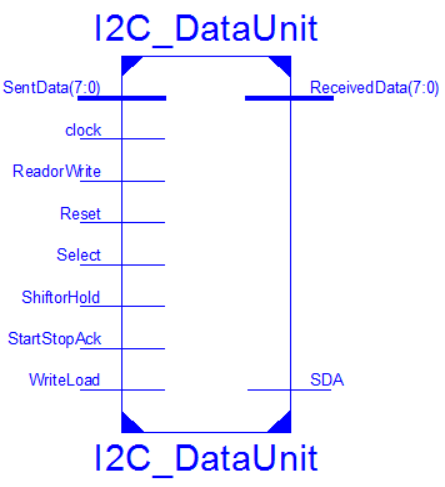 I2C_DataUnit
SentData(7:0)
ReceivedData(7:0)
clock
ReadorWrite
Reset
Select
ShiftorHold
StartStopAck
WriteLoad
SDA
I2C_DataUnit